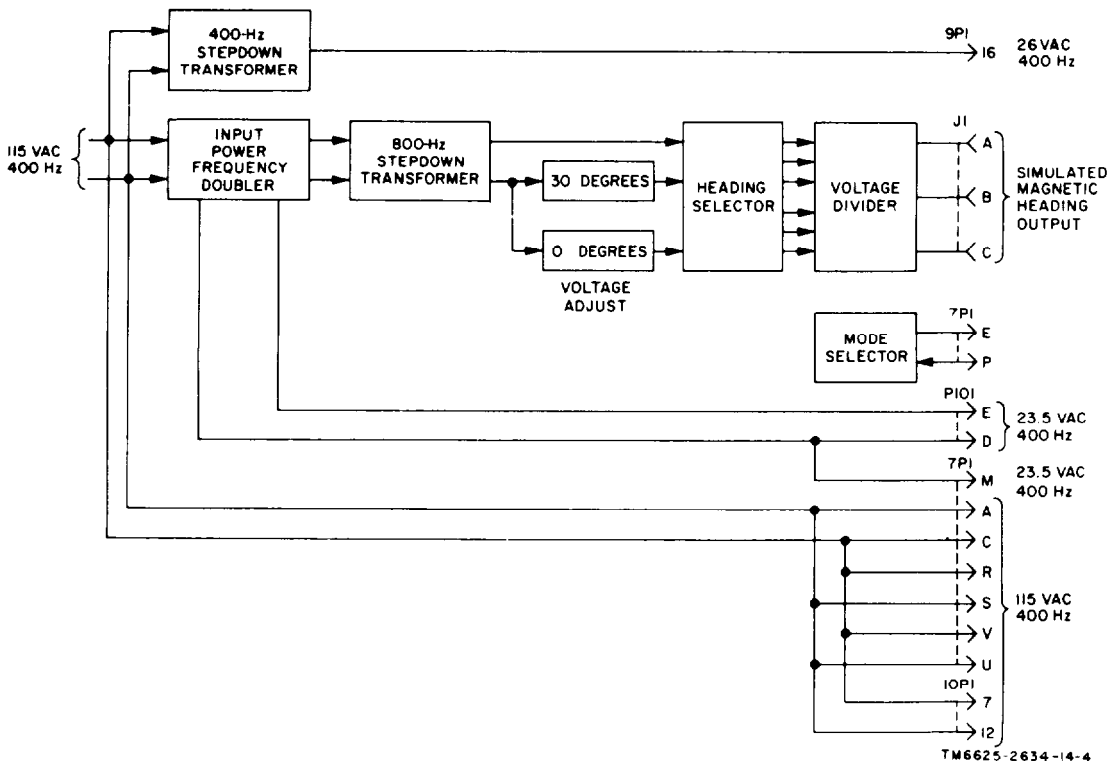 400-Hz
STEPDOWN
TRANSFORMER
9P1
16
26 VAC
400 Hz
115 VAC
400 Hz
INPUT
POWER
FREQUENCY
DOUBLER
800-Hz
STEPDOWN
TRANSFORMER
30 DEGREES
0 DEGREES
VOLTAGE
ADJUST
HEADING
SELECTOR
VOLTAGE
DIVIDER
J1
A
B
C
SIMULATED
MAGNETIC
HEADING
OUTPUT
MODE
SELECTOR
7P1
E
P
P101
E
D
23.5 VAC
400 Hz
7P1
M
23.5 VAC
400 Hz
A
C
R
S
V
U
10P1
7
12
115 VAC
400 Hz
TM6625-2634-14-4